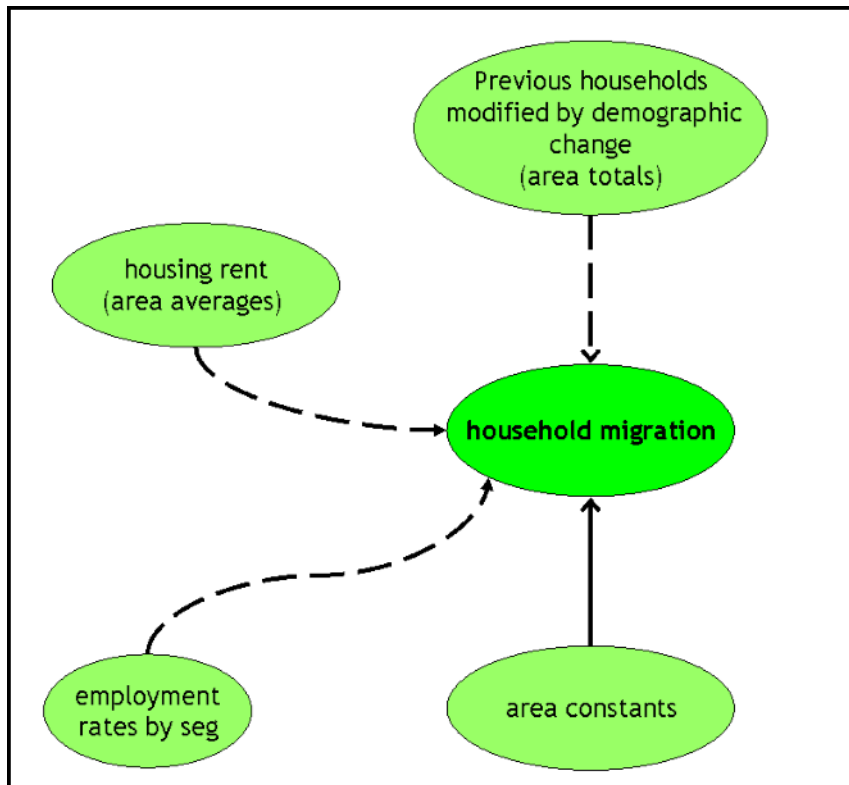 Previous households
modified by demographic
change
(area totals)
housing rent
(area averages)
household migration
employment
rates by seg
area constants